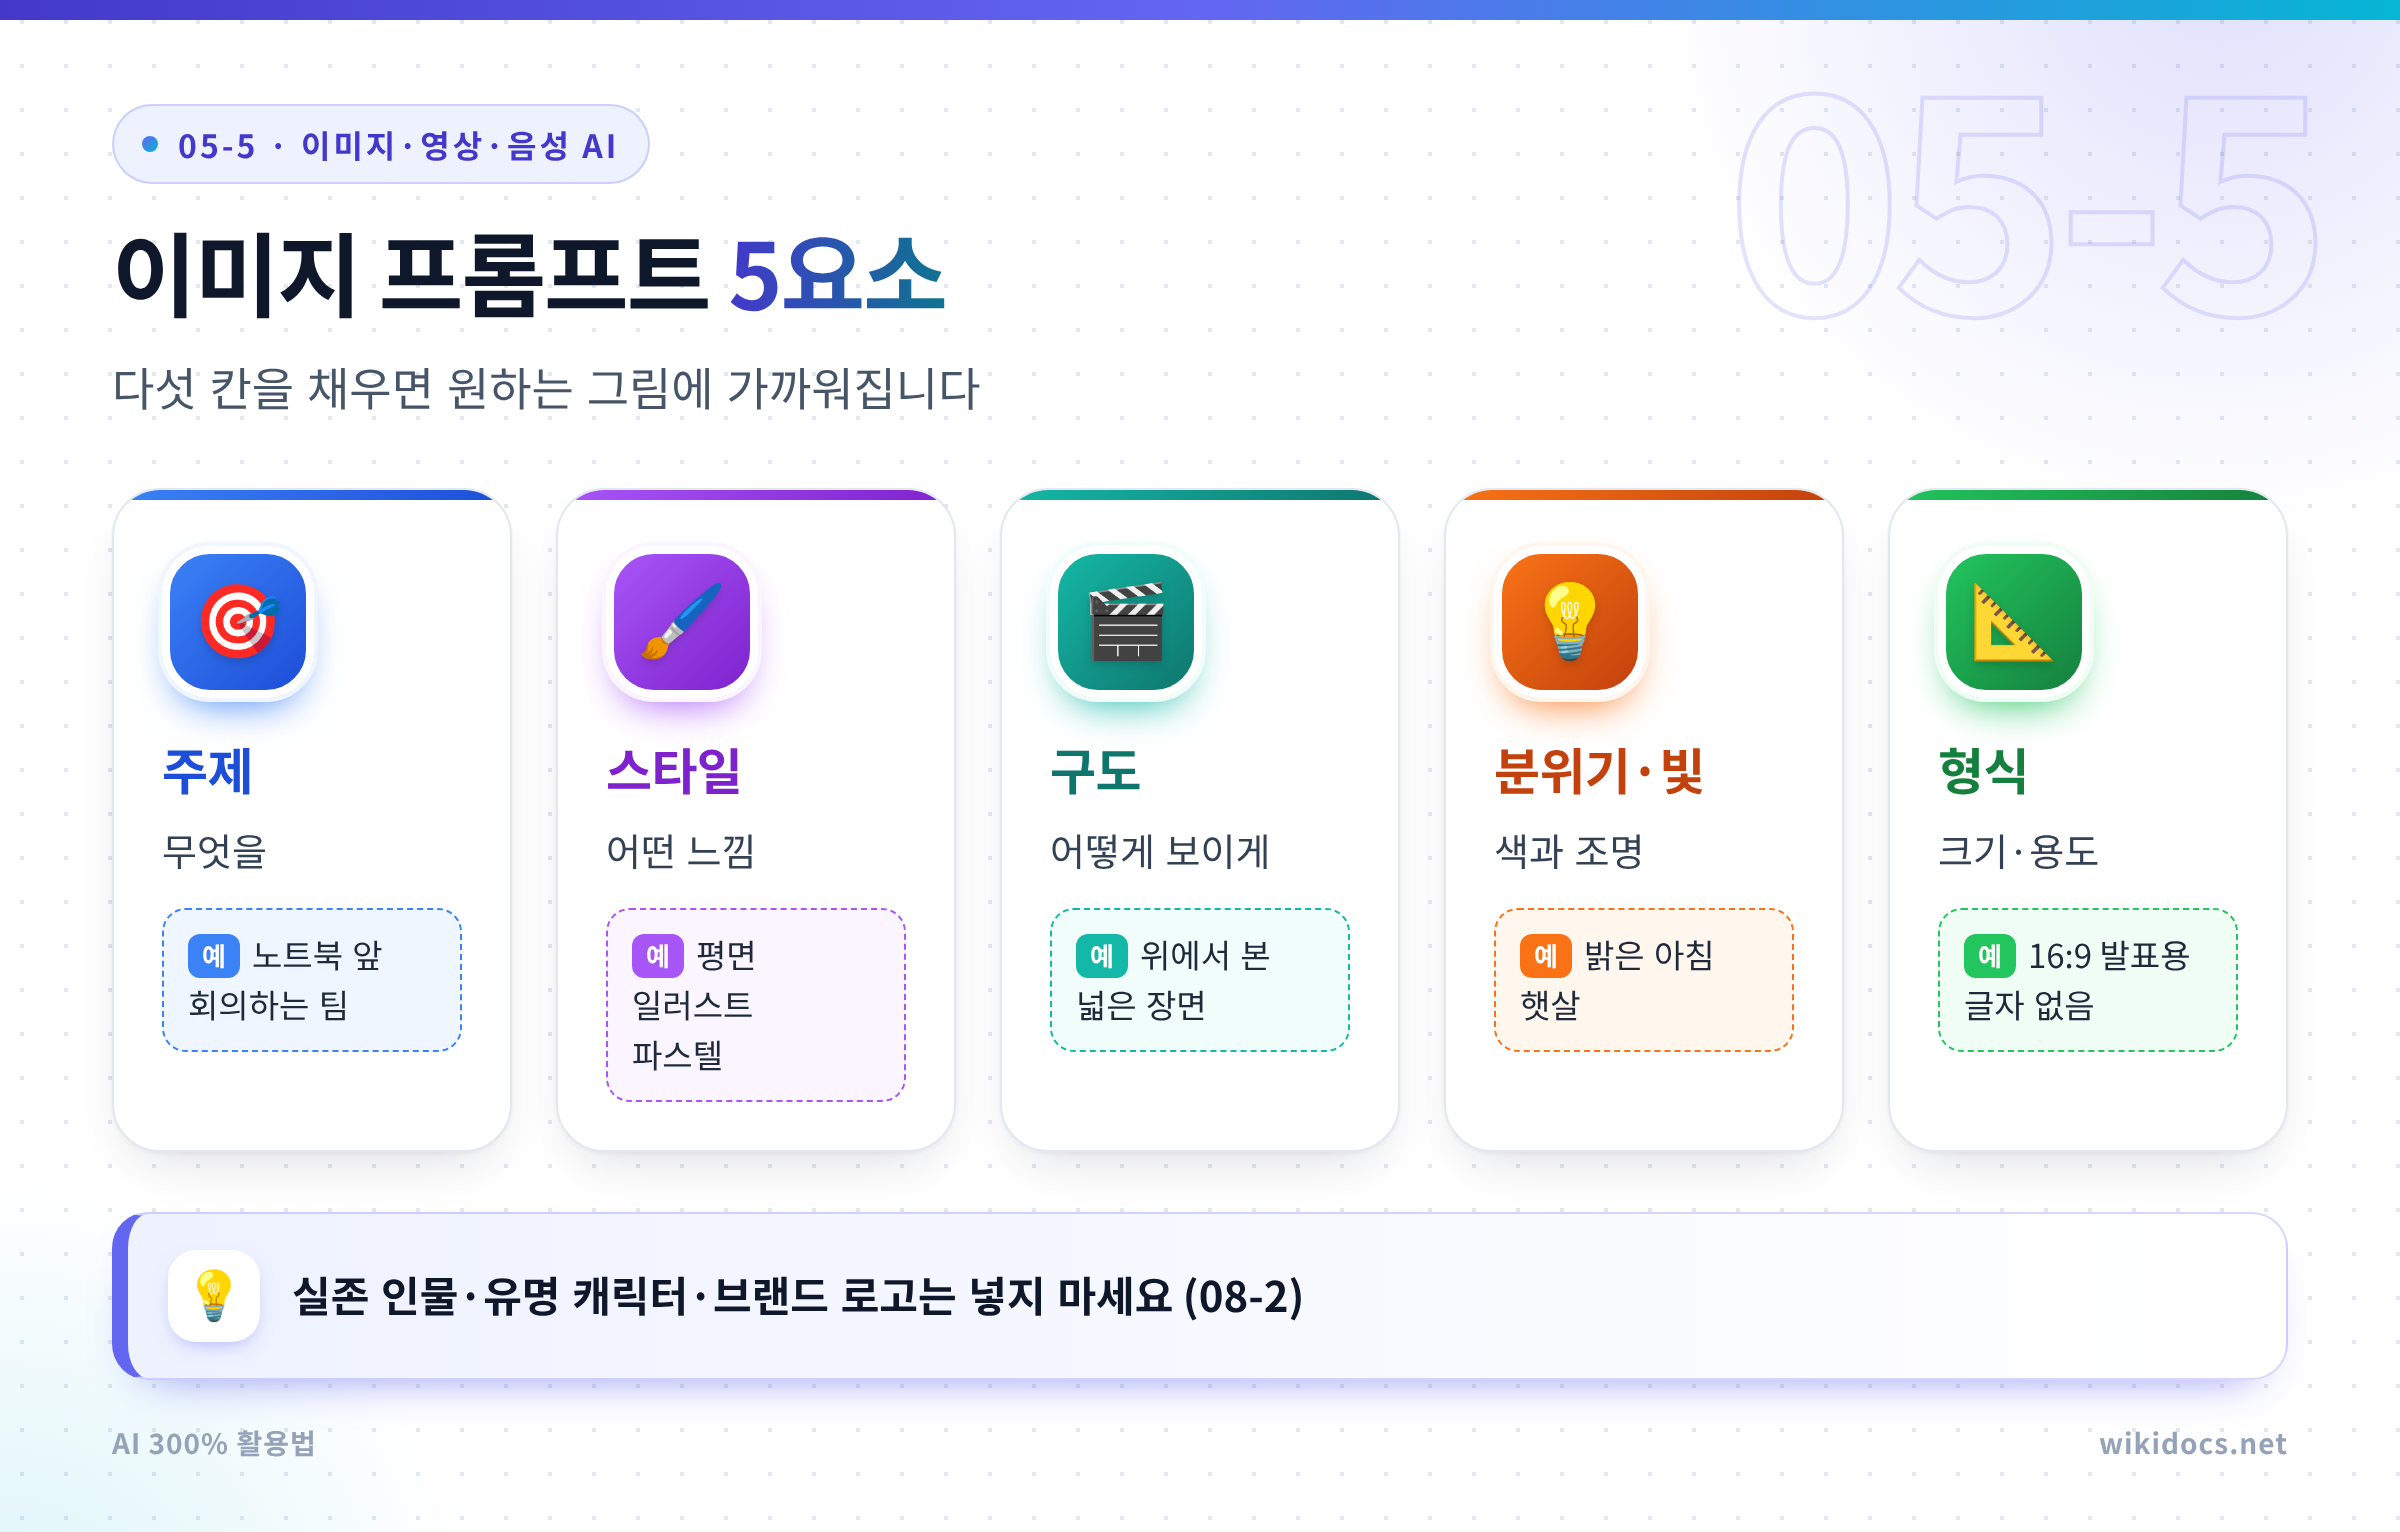 05-5 · 이미지·영상·음성 AI
05-5
이미지 프롬프트 5요소
다섯 칸을 채우면 원하는 그림에 가까워집니다
주제
무엇을
예 노트북 앞
회의하는 팀
스타일
어떤 느낌
예 평면
일러스트
파스텔
구도
어떻게 보이게
예 위에서 본
넓은 장면
분위기·빛
색과 조명
예 밝은 아침
햇살
형식
크기·용도
예 16:9 발표용
글자 없음
실존 인물·유명 캐릭터·브랜드 로고는 넣지 마세요 (08-2)
AI 300% 활용법
wikidocs.net